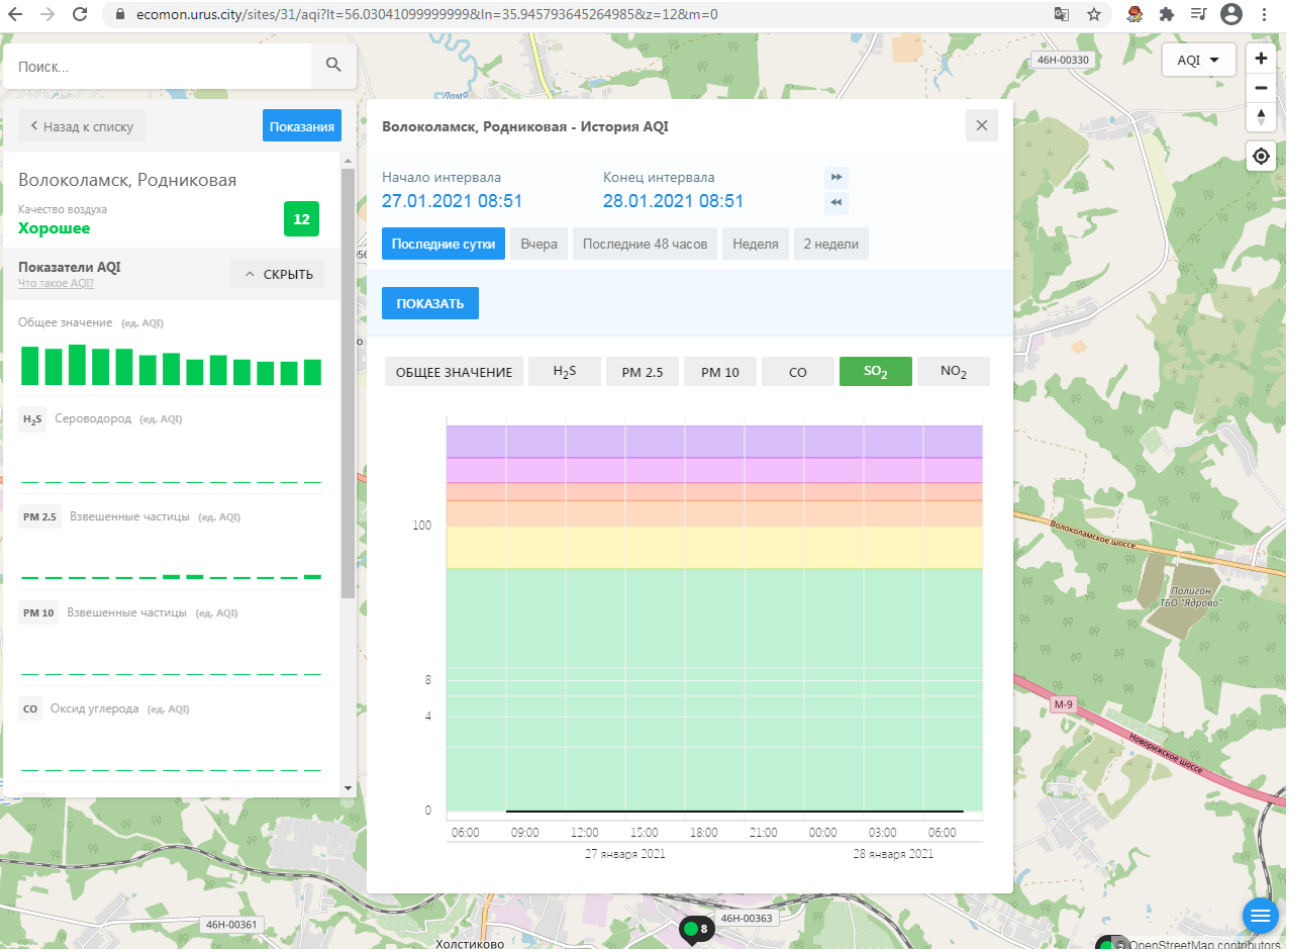 ecomon.urus.city/sites/31/aqi?lt=56.03041099999999&ln=35.945793645264985&z=12&m=0
Поиск...
46Н-00330
AQI
Назад к списку
Показания
Волоколамск, Родниковая - История AQI
Волоколамск, Родниковая
Качество воздуха
Хорошее
12
Начало интервала
Конец интервала
27.01.2021 08:51
28.01.2021 08:51
Последние сутки
Вчера
Последние 48 часов
Неделя
2 недели
Показатели AQI
Что такое AQI?
СКРЫТЬ
ПОКАЗАТЬ
Общее значение (ед. AQI)
ОБЩЕЕ ЗНАЧЕНИЕ
H₂S
PM 2.5
PM 10
CO
SO₂
NO₂
H₂S Сероводород (ед. AQI)
PM 2.5 Взвешенные частицы (ед. AQI)
PM 10 Взвешенные частицы (ед. AQI)
CO Оксид углерода (ед. AQI)
100
8
4
0
06:00 09:00 12:00 15:00 18:00 21:00 00:00 03:00 06:00
27 января 2021
28 января 2021
Волоколамское шоссе
Полигон
ТБО "Ядрово"
М-9
Новорижское шоссе
46Н-00361
46Н-00363
8
Холстиково
OpenStreetMap contributors